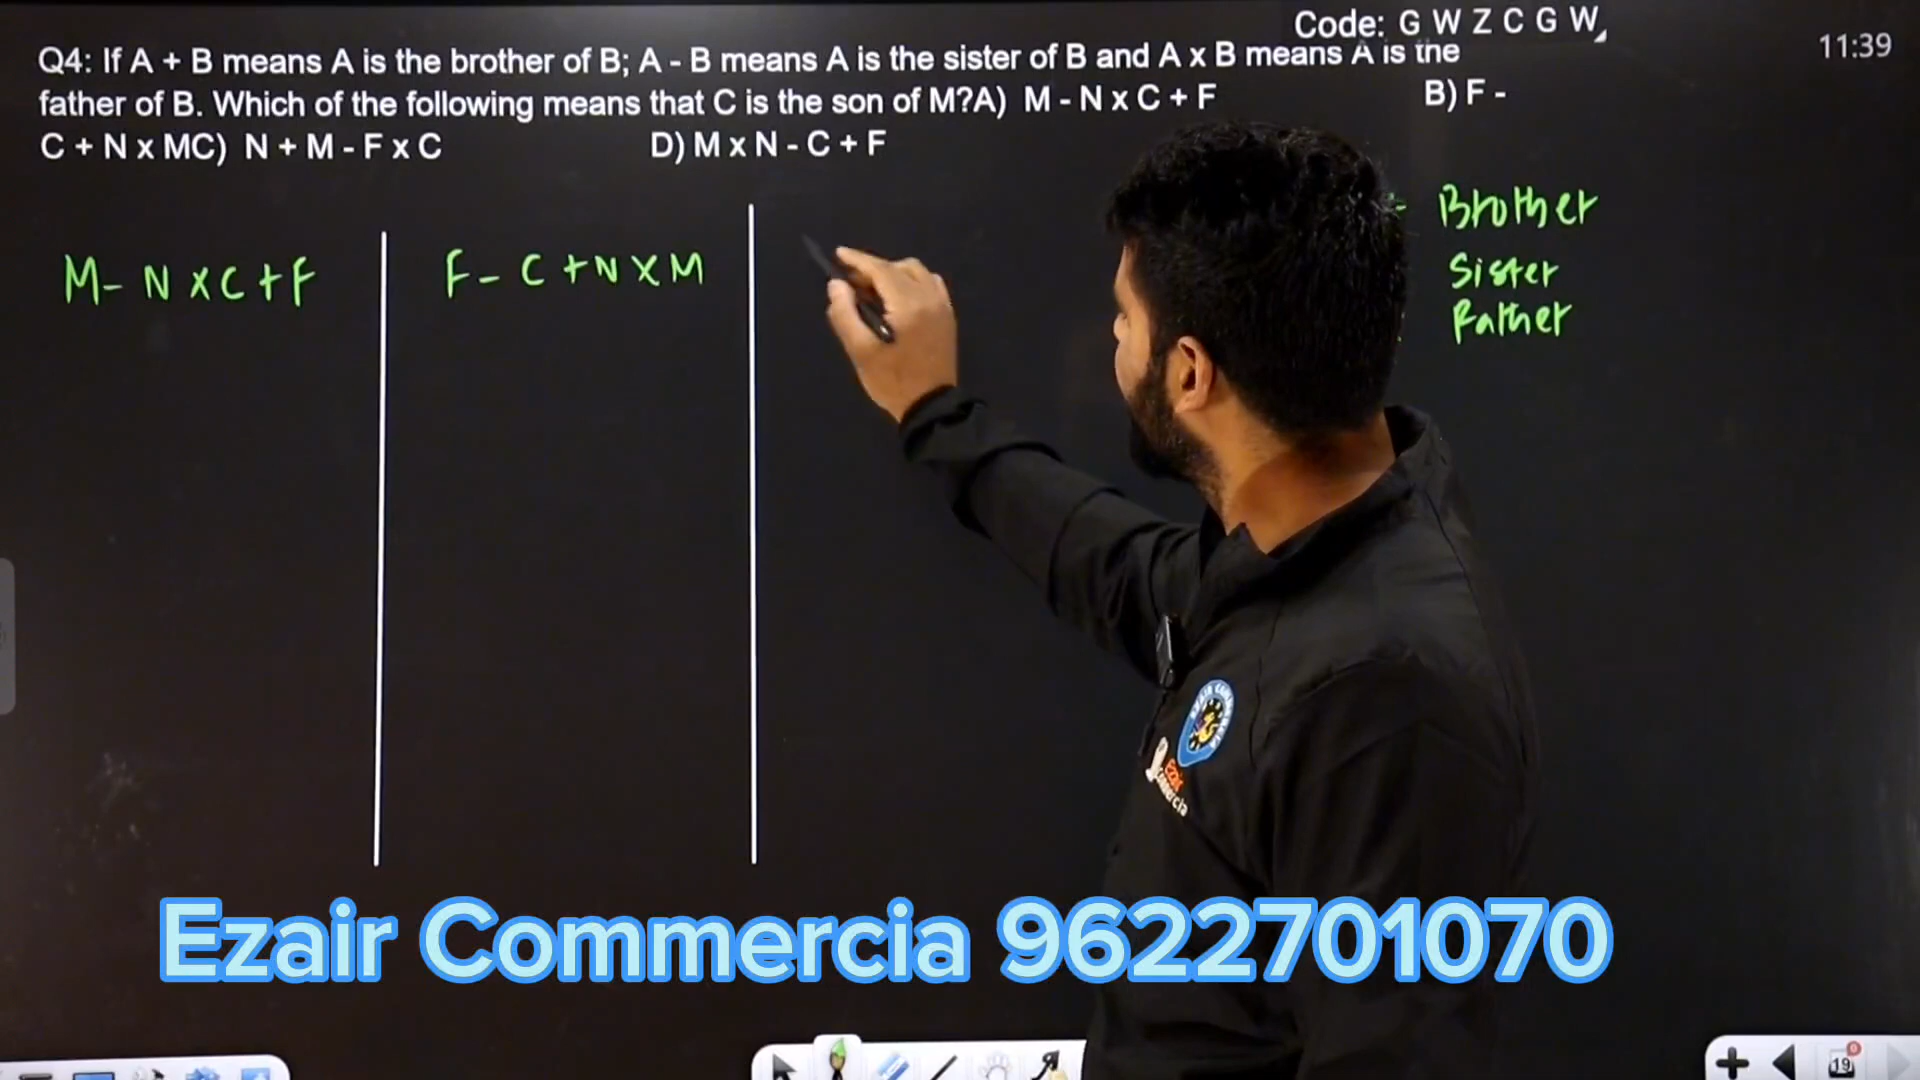 Code: G W Z C G W
11:39
Q4: If A + B means A is the brother of B; A - B means A is the sister of B and A x B means A is the
father of B. Which of the following means that C is the son of M?A) M - N x C + F B) F -
C + N x MC) N + M - F x C D) M x N - C + F
M - N x C + F
F - C + N x M
Brother
Sister
Father
Ezair Commercia 9622701070
19